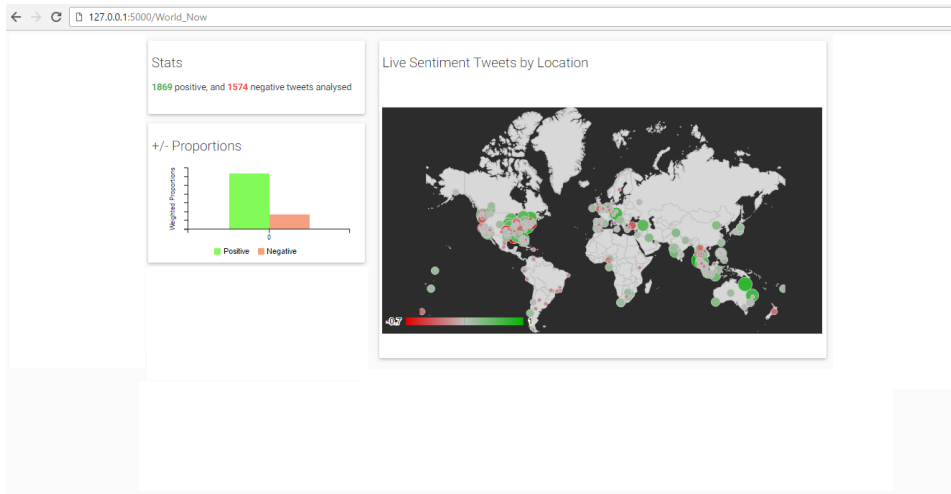 127.0.0.1:5000/World_Now
Stats
1869 positive, and 1574 negative tweets analysed
+/- Proportions
Weighted Proportions
0
Positive Negative
Live Sentiment Tweets by Location
-0.7